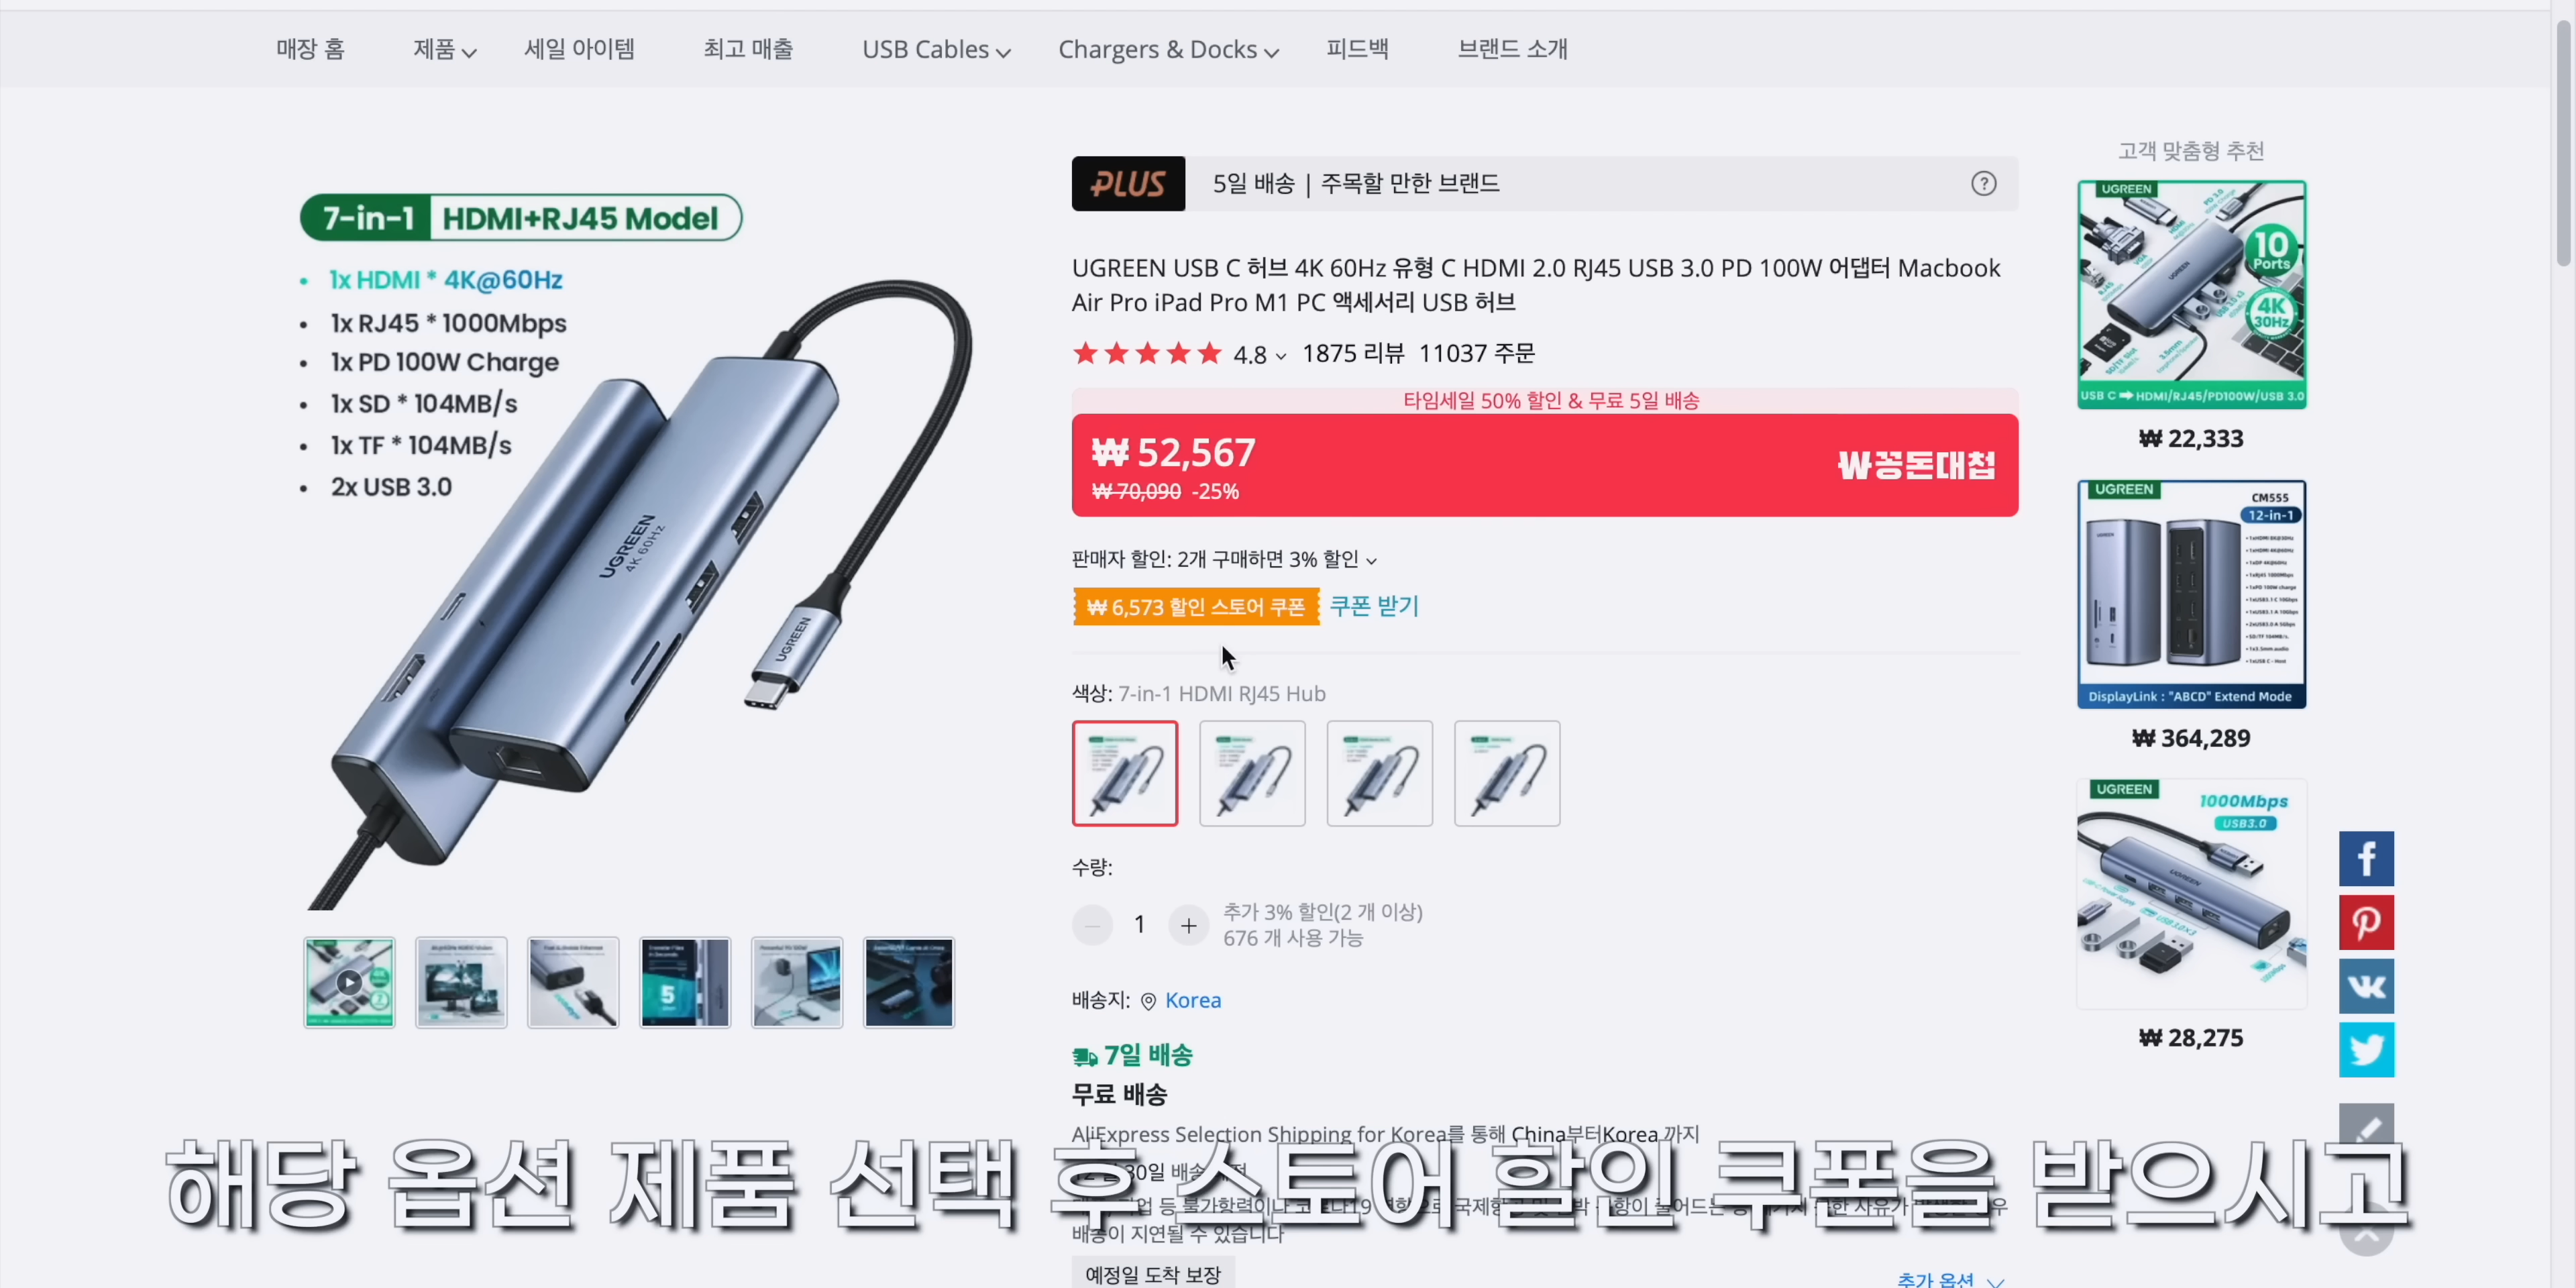 매장 홈
제품
세일 아이템
최고 매출
USB Cables
Chargers & Docks
피드백
브랜드 소개
7-in-1 HDMI+RJ45 Model
• 1x HDMI * 4K@60Hz
• 1x RJ45 * 1000Mbps
• 1x PD 100W Charge
• 1x SD * 104MB/s
• 1x TF * 104MB/s
• 2x USB 3.0
UGREEN
4K 60Hz
UGREEN
PLUS 5일 배송 | 주목할 만한 브랜드
UGREEN USB C 허브 4K 60Hz 유형 C HDMI 2.0 RJ45 USB 3.0 PD 100W 어댑터 Macbook
Air Pro iPad Pro M1 PC 액세서리 USB 허브
4.8 1875 리뷰 11037 주문
타임세일 50% 할인 & 무료 5일 배송
₩ 52,567
₩ 70,090 -25%
₩꽁돈대첩
판매자 할인: 2개 구매하면 3% 할인
₩ 6,573 할인 스토어 쿠폰 쿠폰 받기
색상: 7-in-1 HDMI RJ45 Hub
수량:
1
추가 3% 할인(2 개 이상)
676 개 사용 가능
배송지: Korea
7일 배송
무료 배송
AliExpress Selection Shipping for Korea를 통해 China부터Korea 까지
배송이 지연될 수 있습니다
예정일 도착 보장
추가 옵션
고객 맞춤형 추천
UGREEN
10
Ports
4K
30Hz
USB C HDMI/RJ45/PD100W/USB 3.0
₩ 22,333
UGREEN
CM555
12-in-1
DisplayLink : "ABCD" Extend Mode
₩ 364,289
UGREEN
1000Mbps
USB3.0
₩ 28,275
해당 옵션 제품 선택 후 스토어 할인 쿠폰을 받으시고